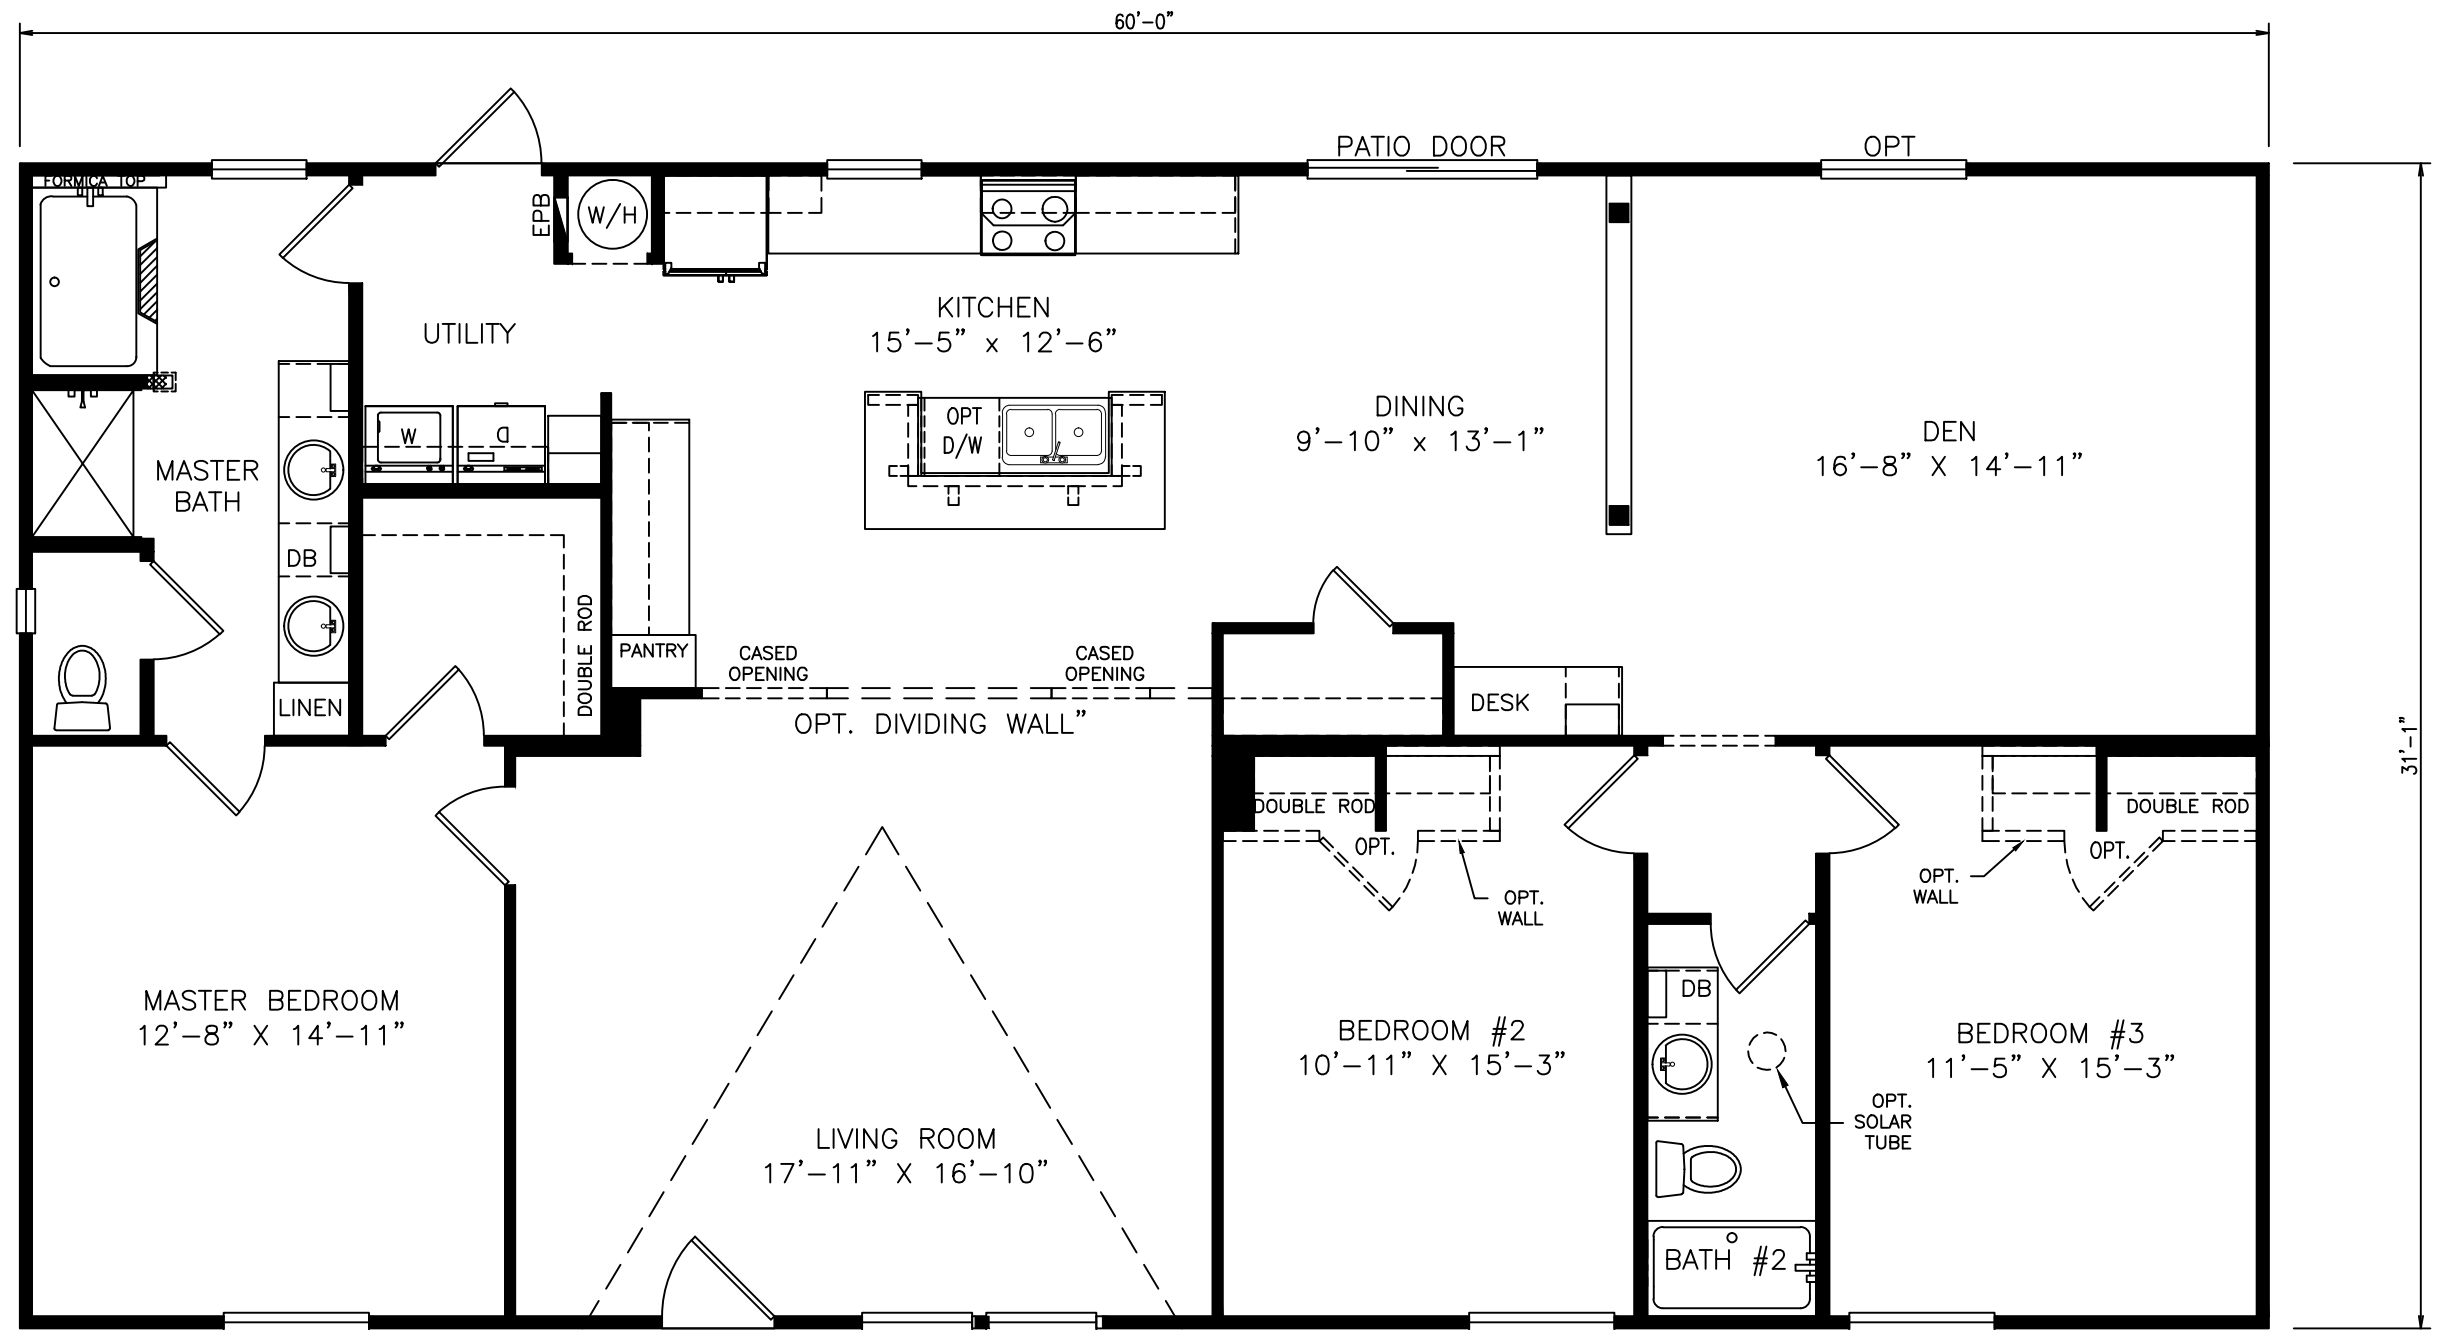 60'-0"
PATIO DOOR
OPT
FORMICA TOP
EPB
W/H
KITCHEN
15'-5" x 12'-6"
UTILITY
DINING
9'-10" x 13'-1"
DEN
16'-8" X 14'-11"
OPT
D/W
W
D
MASTER
BATH
DB
LINEN
DOUBLE ROD
PANTRY
CASED
OPENING
CASED
OPENING
OPT. DIVIDING WALL"
DESK
31'-1"
DOUBLE ROD
OPT.
OPT.
WALL
DOUBLE ROD
OPT.
OPT.
WALL
MASTER BEDROOM
12'-8" X 14'-11"
LIVING ROOM
17'-11" X 16'-10"
BEDROOM #2
10'-11" X 15'-3"
DB
BEDROOM #3
11'-5" X 15'-3"
OPT.
SOLAR
TUBE
BATH #2